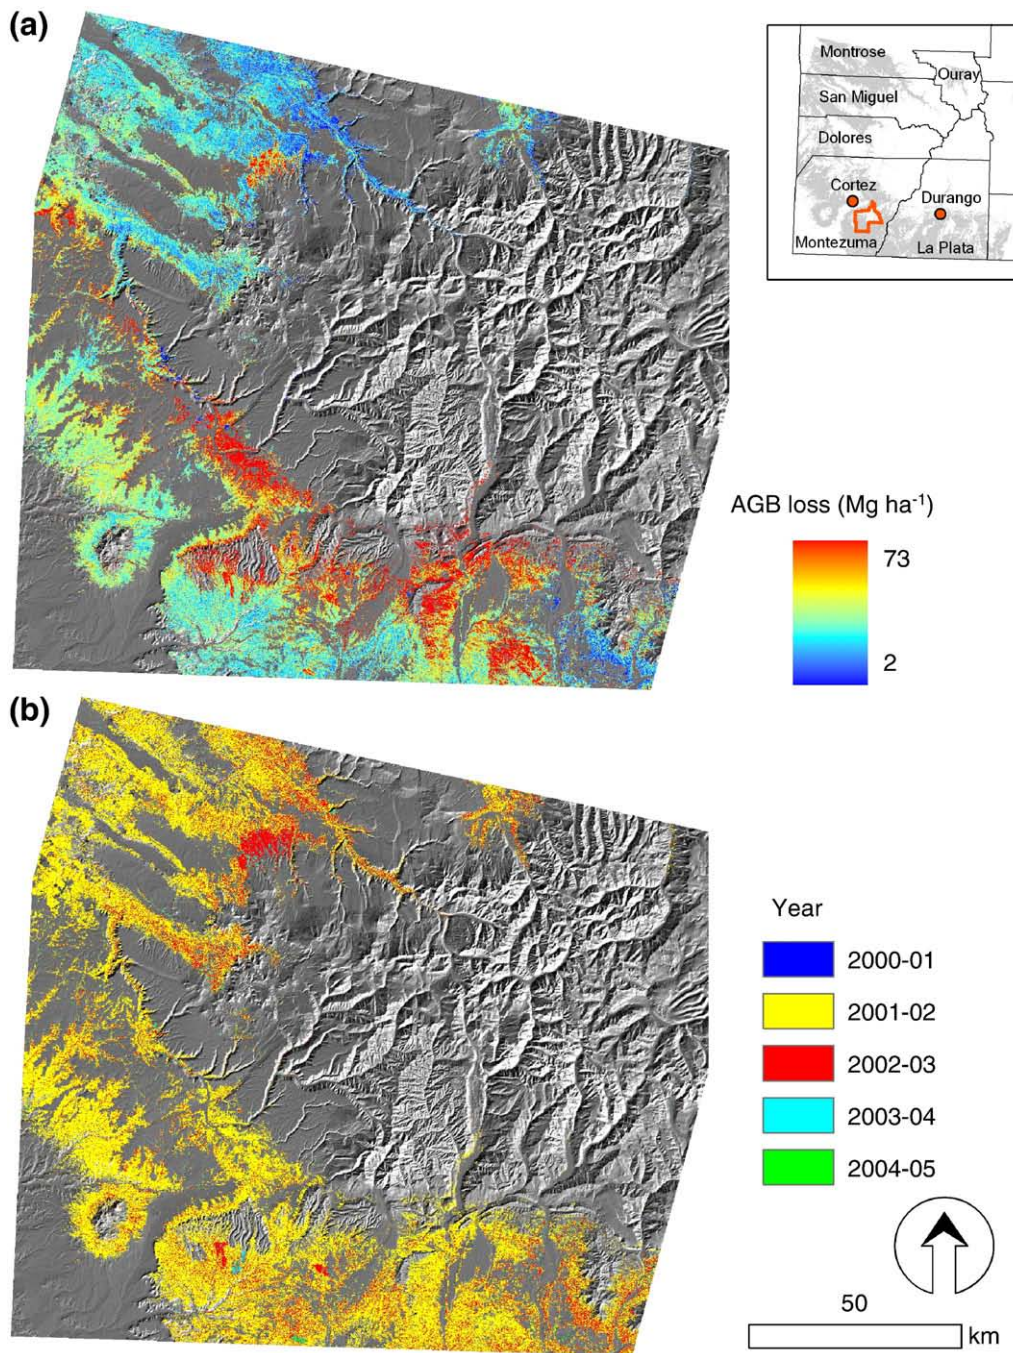 (a)
Montrose
Ouray
San Miguel
Dolores
Cortez
Durango
Montezuma
La Plata
AGB loss (Mg ha⁻¹)
73
2
(b)
Year
2000-01
2001-02
2002-03
2003-04
2004-05
50
km